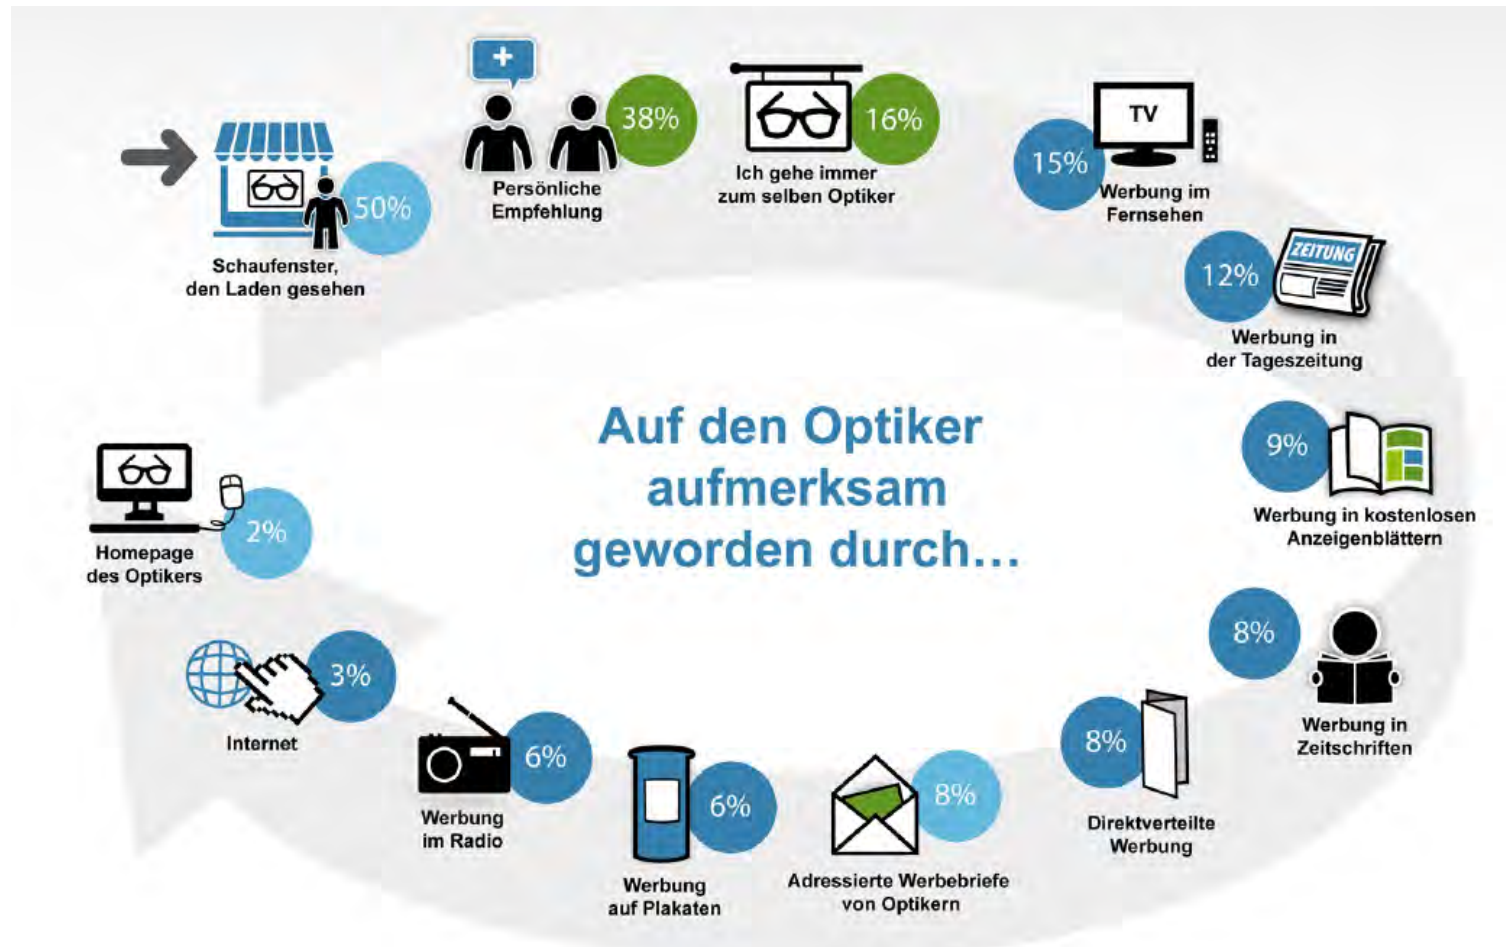 50%
Schaufenster,
den Laden gesehen
38%
Persönliche
Empfehlung
16%
Ich gehe immer
zum selben Optiker
TV
15%
Werbung im
Fernsehen
ZEITUNG
12%
Werbung in
der Tageszeitung
9%
Werbung in kostenlosen
Anzeigenblättern
8%
Werbung in
Zeitschriften
8%
Direktverteilte
Werbung
8%
Adressierte Werbebriefe
von Optikern
6%
Werbung
auf Plakaten
6%
Werbung
im Radio
3%
Internet
2%
Homepage
des Optikers
Auf den Optiker
aufmerksam
geworden durch...